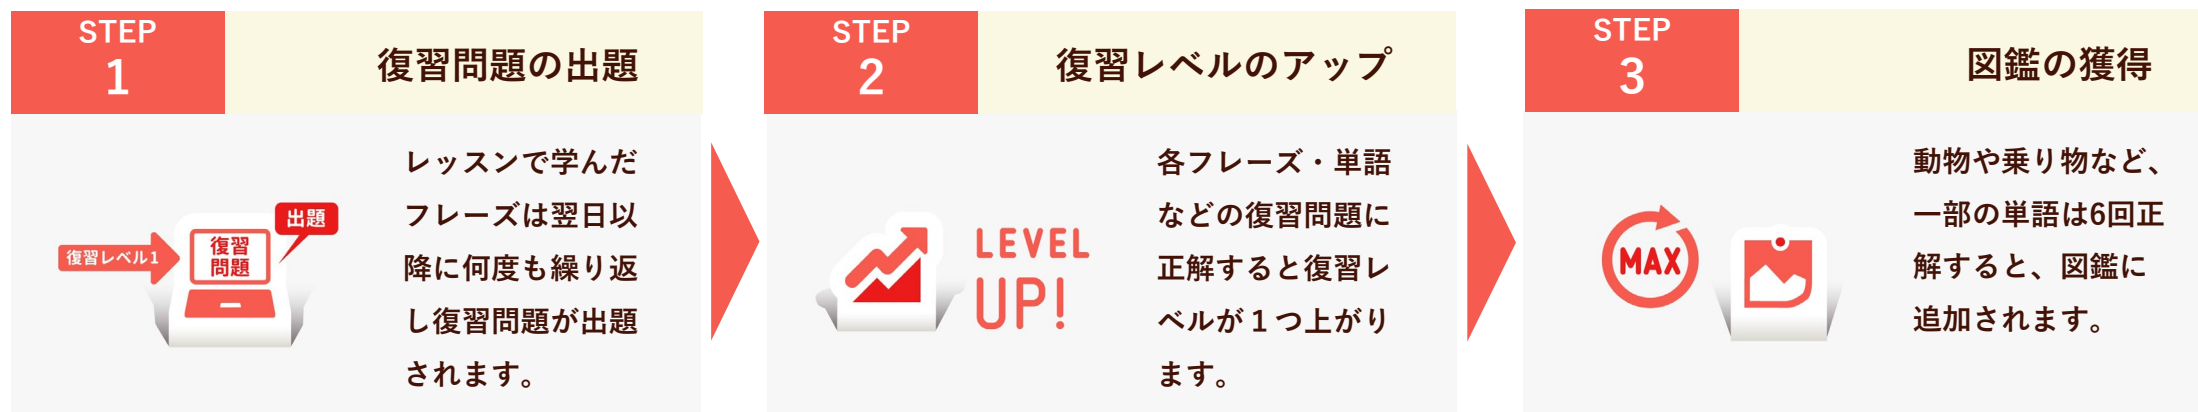 STEP
1
復習問題の出題
レッスンで学んだ
フレーズは翌日以
降に何度も繰り返
し復習問題が出題
されます。
復習レベル1
復習
問題
出題
STEP
2
復習レベルのアップ
各フレーズ・単語
などの復習問題に
正解すると復習レ
ベルが１つ上がり
ます。
LEVEL
UP!
STEP
3
図鑑の獲得
動物や乗り物など、
一部の単語は6回正
解すると、図鑑に
追加されます。
MAX